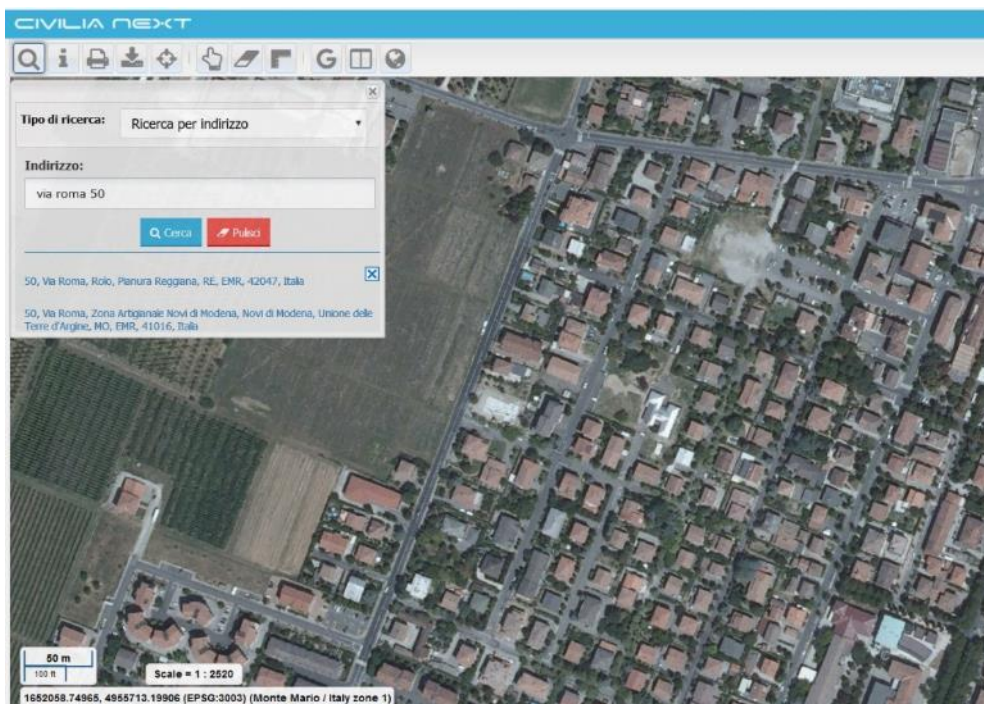 CIVILIA NEXT
G
Tipo di ricerca:
Ricerca per indirizzo
Indirizzo:
via roma 50
Cerca
Pulisci
50, Via Roma, Rolo, Pianura Reggiana, RE, EMR, 42047, Italia
50, Via Roma, Zona Artigianale Novi di Modena, Novi di Modena, Unione delle
Terre d'Argine, MO, EMR, 41016, Italia
50 m
100 ft
Scale = 1 : 2520
1652058.74965, 4955713.19906 (EPSG:3003) (Monte Mario / Italy zone 1)